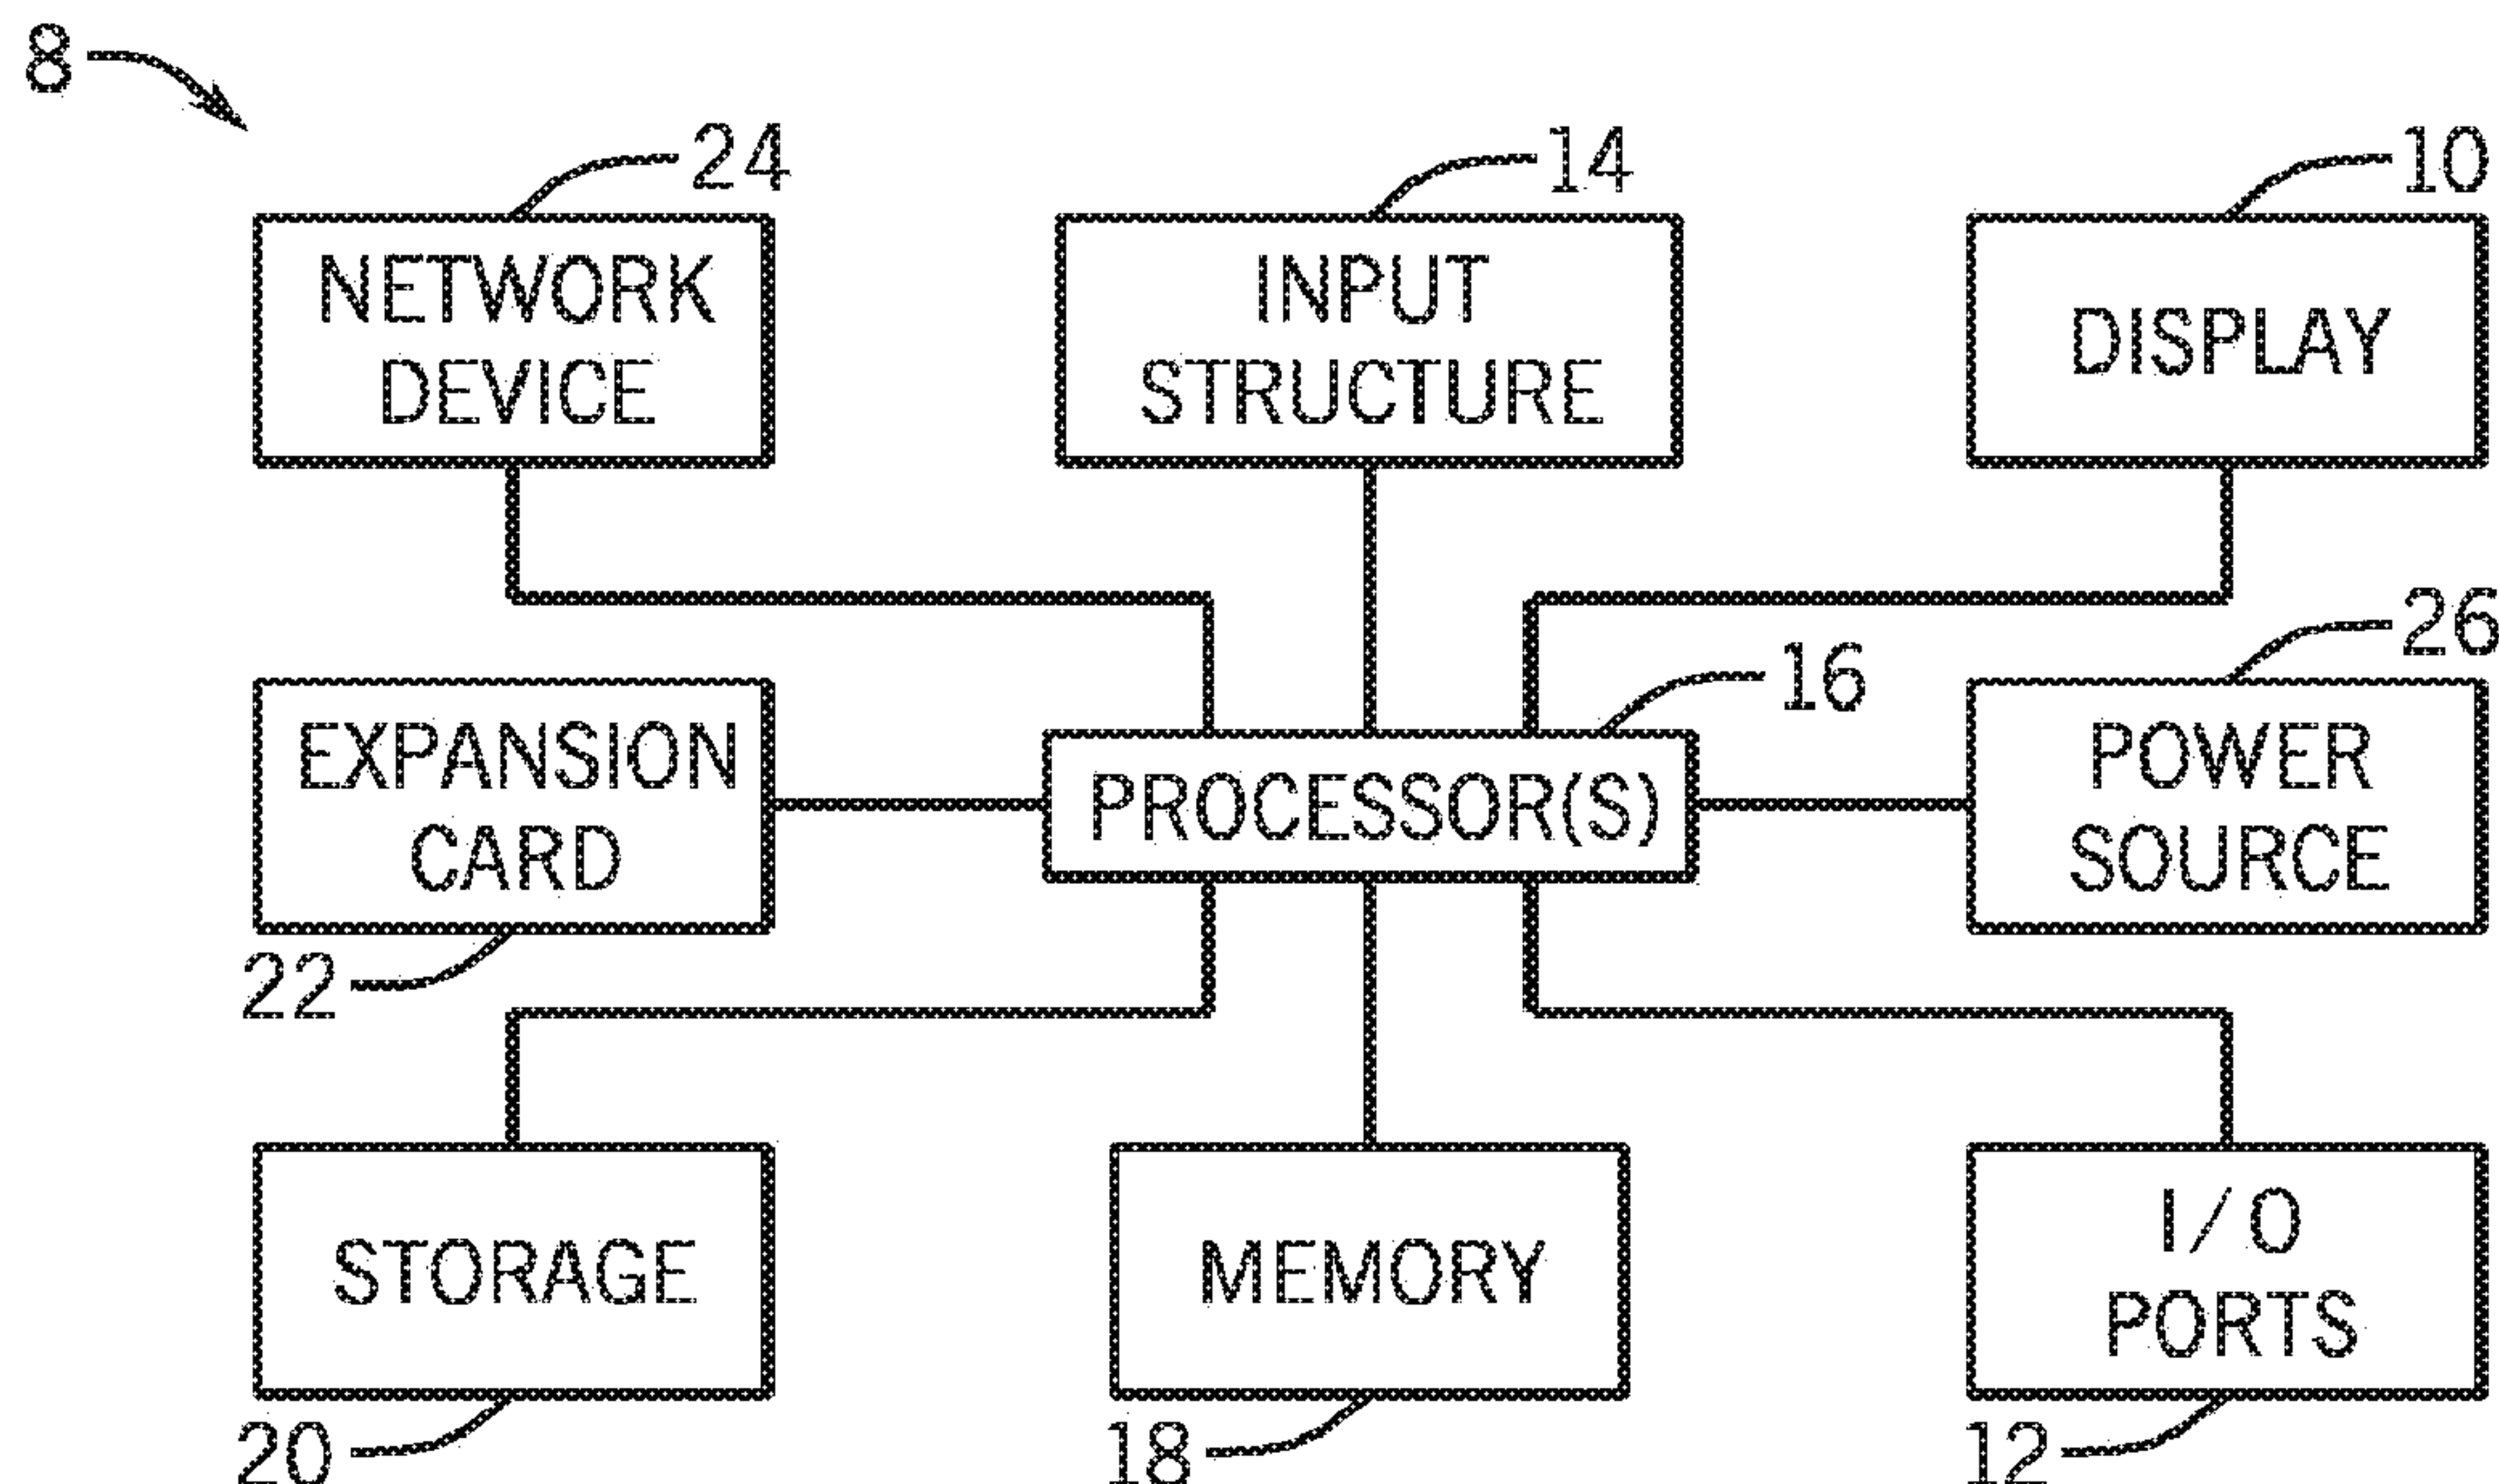 8
24
14
10
NETWORK
DEVICE
INPUT
STRUCTURE
DISPLAY
26
16
EXPANSION
CARD
PROCESSOR(S)
POWER
SOURCE
22
STORAGE
MEMORY
I/O
PORTS
20
18
12